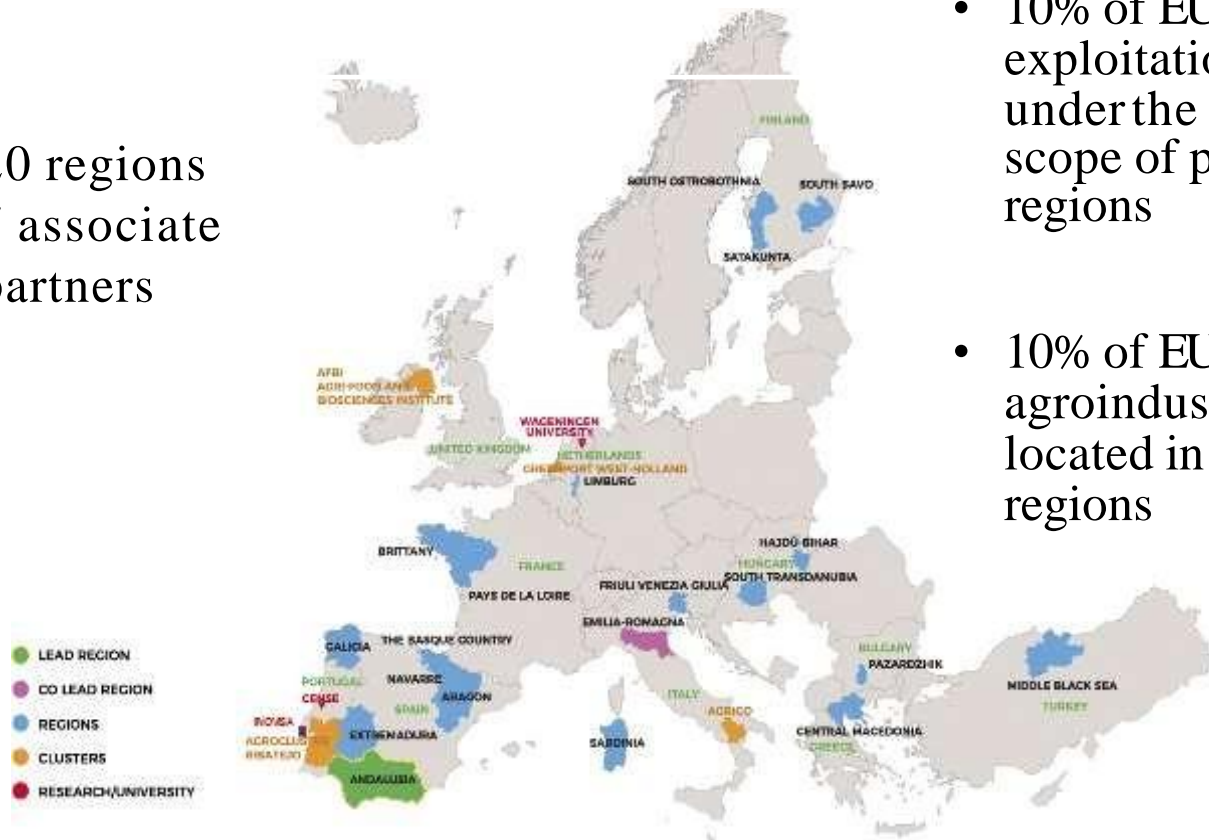 0 regions
associate
artners
10% of EU
exploitatio
under the
scope of p
regions
10% of EU
agroindus
located in
regions
FINLAND
SOUTH OSTROBOTHNIA
SOUTH SAVO
SATAKUNTA
AFBI
AGRI-FOOD AND
BIOSCIENCES INSTITUTE
WAGENINGEN
UNIVERSITY
UNITED KINGDOM
NETHERLANDS
GREENPORT WEST-HOLLAND
LIMBURG
BRITTANY
FRANCE
PAYS DE LA LOIRE
HAJDÚ-BIHAR
HUNGARY
SOUTH TRANSDANUBIA
FRIULI VENEZIA GIULIA
EMILIA-ROMAGNA
GALICIA
THE BASQUE COUNTRY
NAVARRE
ARAGON
PORTUGAL
SPAIN
EXTREMADURA
RIBATEJO
ANDALUSIA
ITALY
SARDINIA
BULGARY
PAZARDZHIK
CENTRAL MACEDONIA
GREECE
MIDDLE BLACK SEA
TURKEY
LEAD REGION
CO LEAD REGION
REGIONS
CLUSTERS
RESEARCH/UNIVERSITY